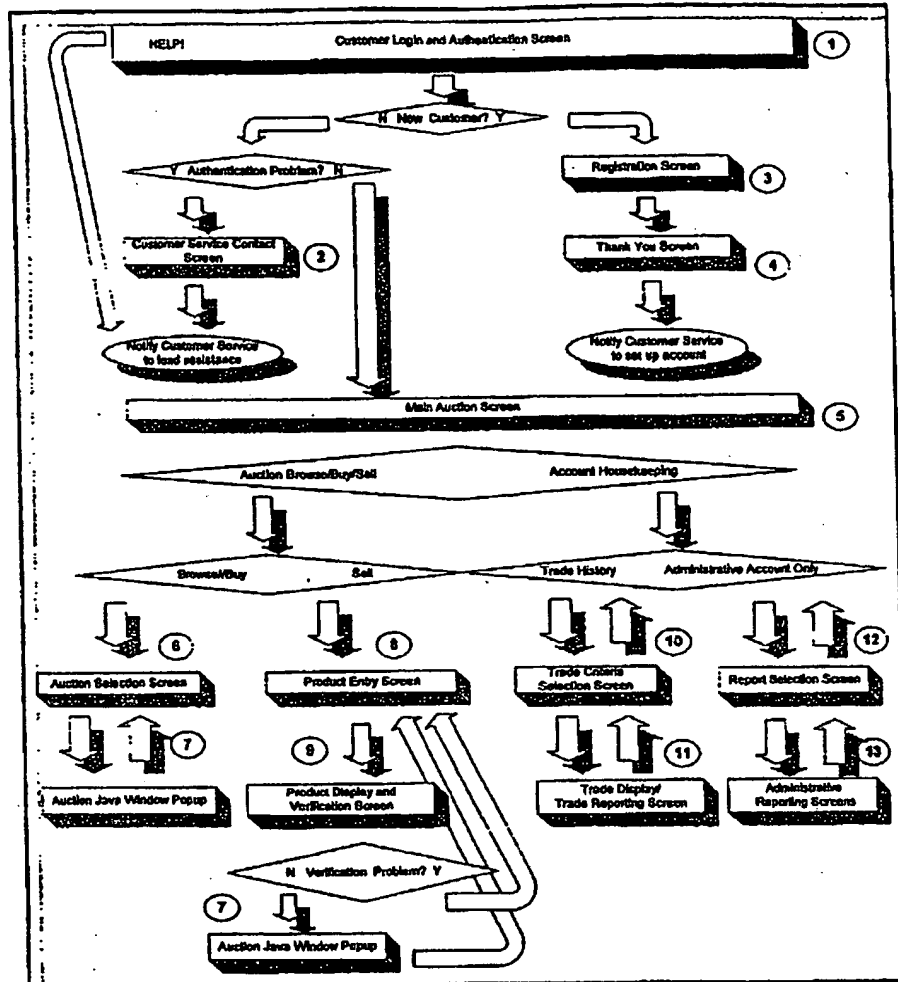 HELP! Customer Login and Authentication Screen
1
N New Customer? Y
Y Authentication Problem? N
Registration Screen
3
Customer Service Contact
Screen
2
Thank You Screen
4
Notify Customer Service
to lend assistance
Notify Customer Service
to set up account
Main Auction Screen
5
Auction Browse/Buy/Sell
Account Housekeeping
Browse/Buy
Sell
Trade History
Administrative Account Only
6
8
10
12
Auction Selection Screen
Product Entry Screen
Trade Criteria
Selection Screen
Report Selection Screen
7
9
11
13
Auction Java Window Popup
Product Display and
Verification Screen
Trade Display/
Trade Reporting Screen
Administrative
Reporting Screens
N Verification Problem? Y
7
Auction Java Window Popup